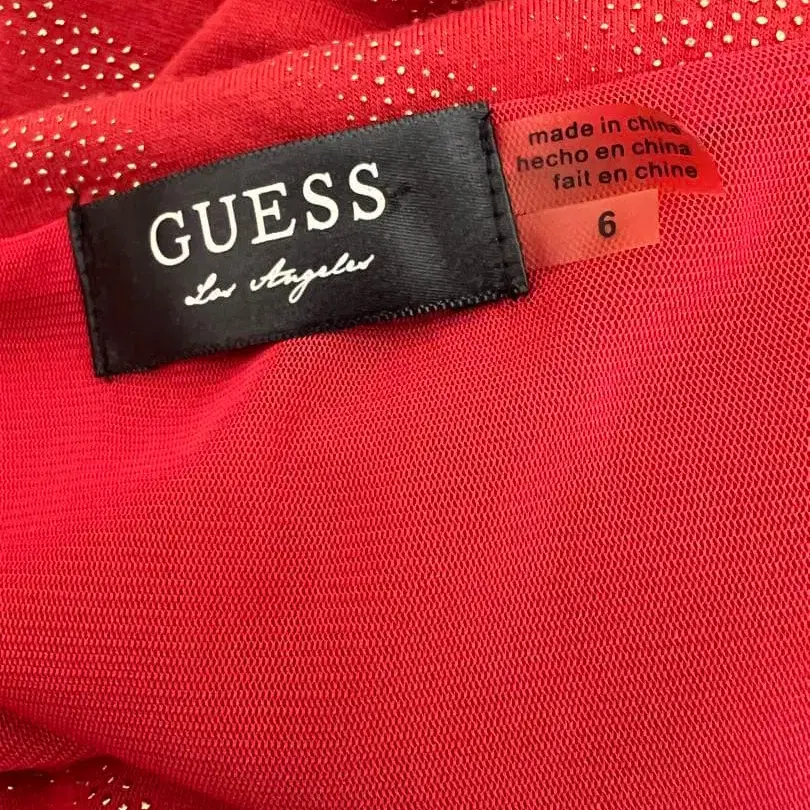 GUESS
Los Angeles
made in china
hecho en china
fait en chine
6